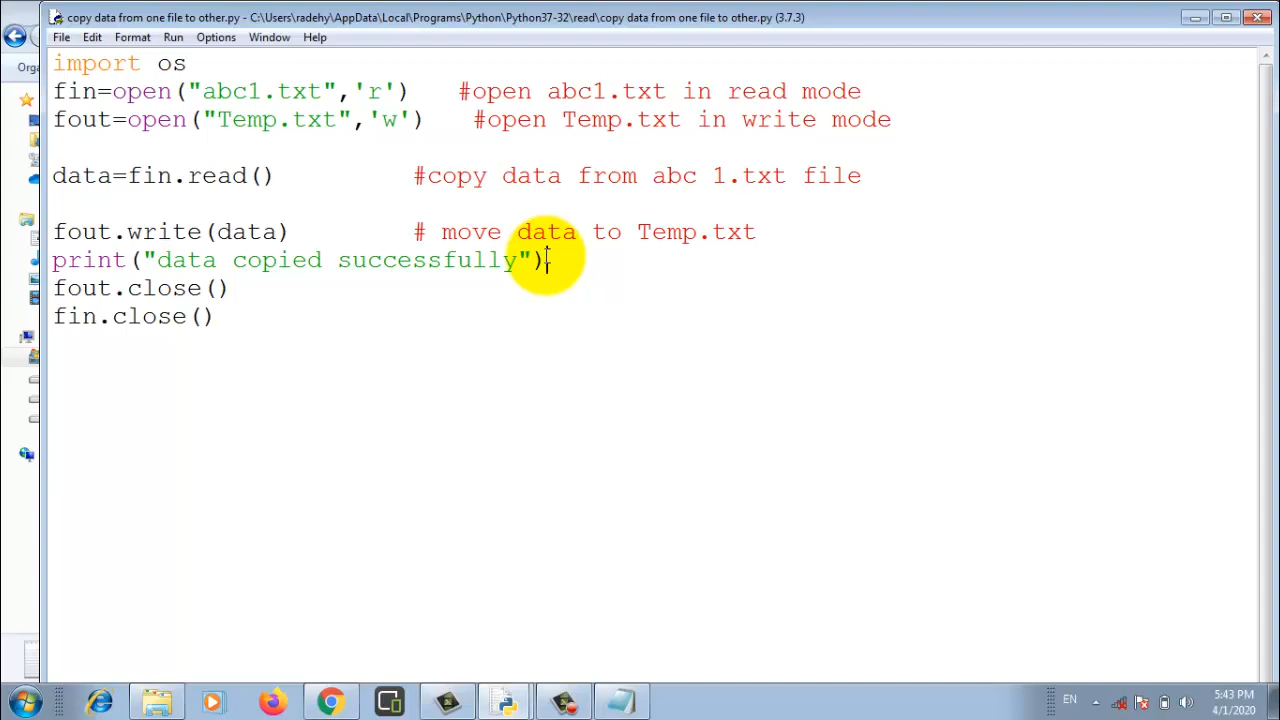 copy data from one file to other.py - C:\Users\radehy\AppData\Local\Programs\Python\Python37-32\read\copy data from one file to other.py (3.7.3)
File Edit Format Run Options Window Help
Orga
import os
fin=open("abc1.txt",'r') #open abc1.txt in read mode
fout=open("Temp.txt",'w') #open Temp.txt in write mode
data=fin.read() #copy data from abc 1.txt file
fout.write(data) # move data to Temp.txt
print("data copied successfully")
fout.close()
fin.close()
EN
5:43 PM
4/1/2020